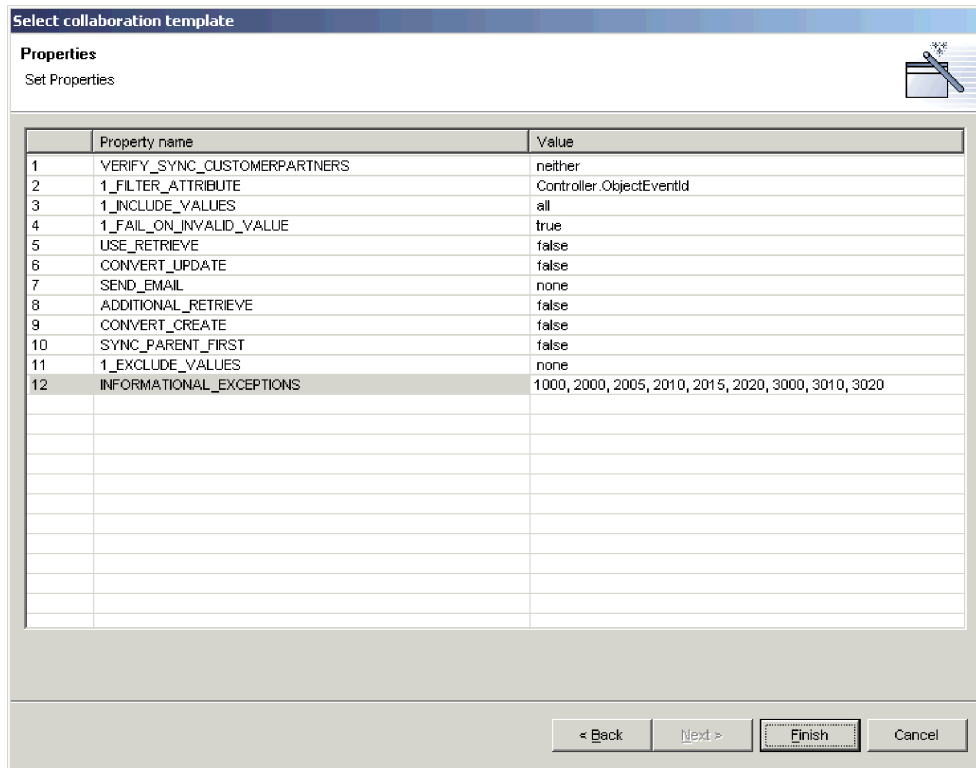 Select collaboration template
Properties
Set Properties
Property name Value
1 VERIFY_SYNC_CUSTOMERPARTNERS neither
2 1_FILTER_ATTRIBUTE Controller.ObjectEventId
3 1_INCLUDE_VALUES all
4 1_FAIL_ON_INVALID_VALUE true
5 USE_RETRIEVE false
6 CONVERT_UPDATE false
7 SEND_EMAIL none
8 ADDITIONAL_RETRIEVE false
9 CONVERT_CREATE false
10 SYNC_PARENT_FIRST false
11 1_EXCLUDE_VALUES none
12 INFORMATIONAL_EXCEPTIONS 1000, 2000, 2005, 2010, 2015, 2020, 3000, 3010, 3020
< Back Next > Finish Cancel